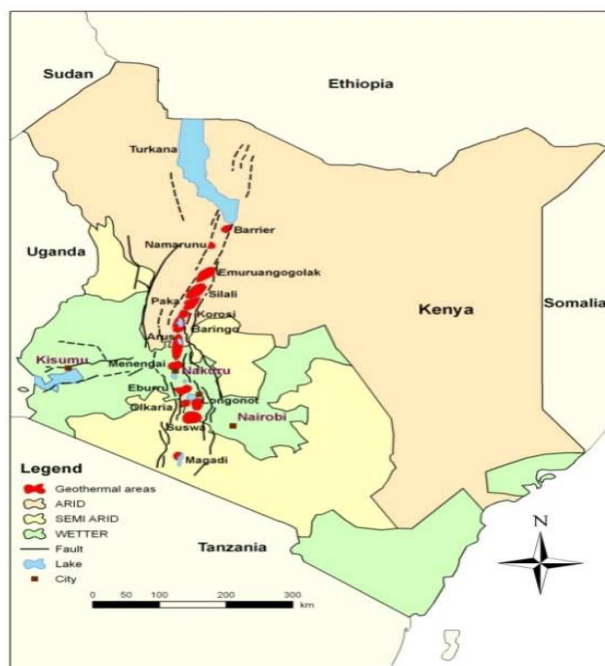 Sudan
Ethiopia
Turkana
Barrier
Namarunu
Uganda
Emuruangogolak
Silali
Paka
Kenya
Korosi
Somalia
Baringo
Arus
Kisumu
Menendai
Nakuru
Eburru
Longonot
Olkaria
Nairobi
Suswa
Magadi
Legend
Geothermal areas
ARID
SEMI ARID
WETTER
Fault
Lake
City
Tanzania
N
0 100 200 300
km